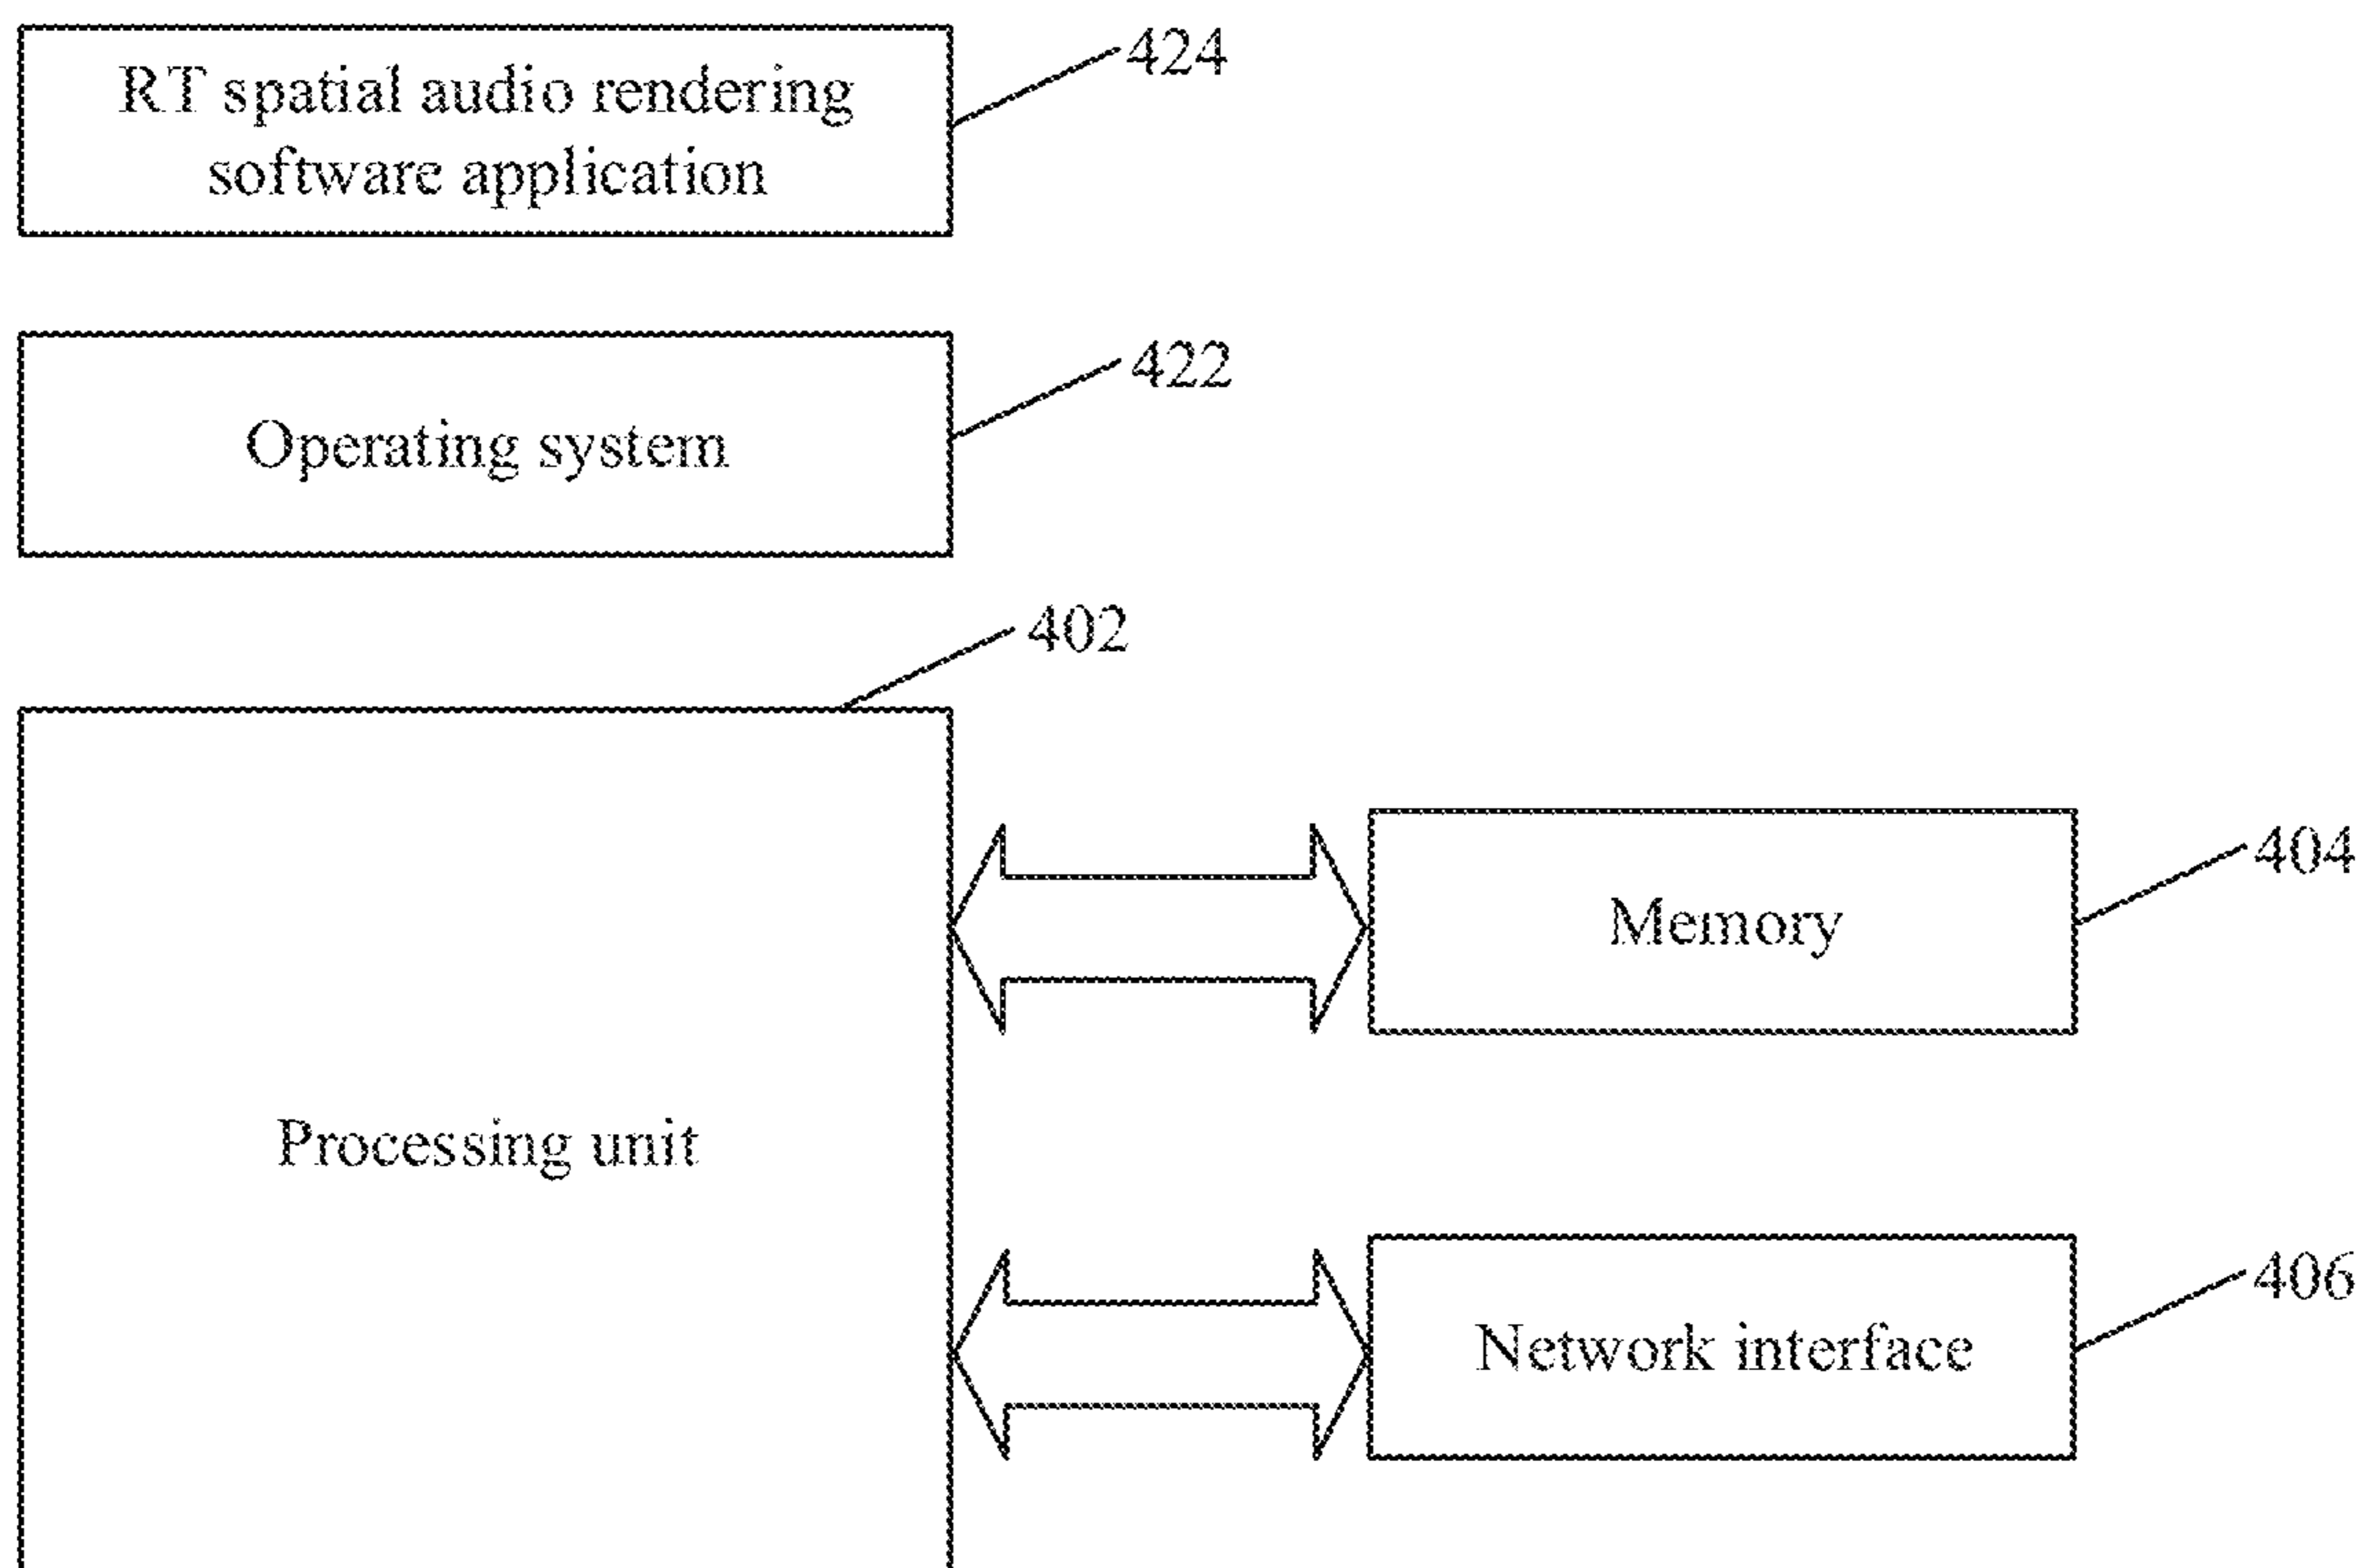 RT spatial audio rendering
software application
424
Operating system
422
402
Processing unit
Memory
404
Network interface
406